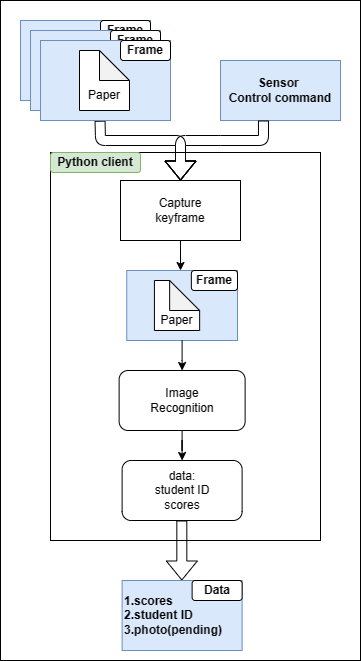 Frame
Frame
Frame
Paper
Sensor
Control command
Python client
Capture
keyframe
Frame
Paper
Image
Recognition
data:
student ID
scores
Data
1.scores
2.student ID
3.photo(pending)